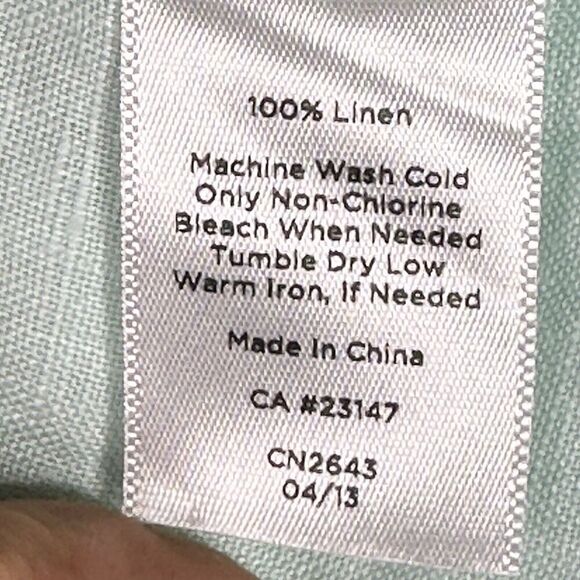 100% Linen
Machine Wash Cold
Only Non-Chlorine
Bleach When Needed
Tumble Dry Low
Warm Iron, If Needed
Made In China
CA #23147
CN2643
04/13